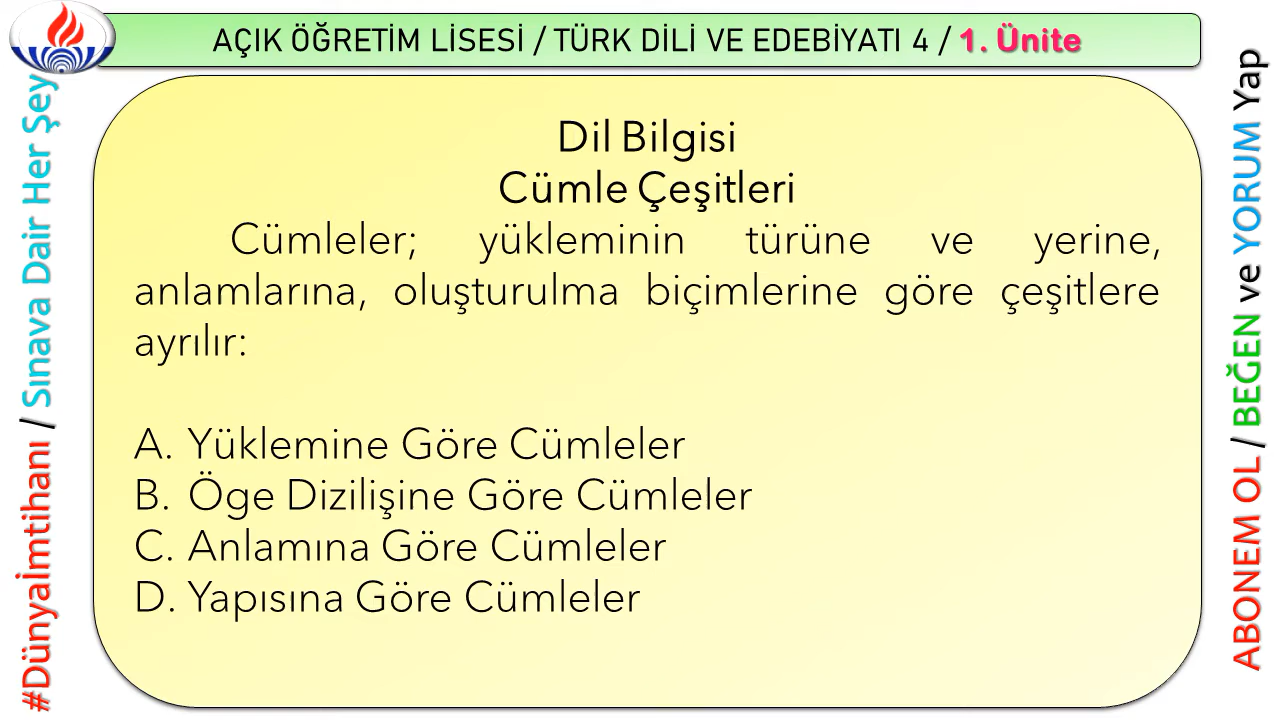 AÇIK ÖĞRETİM LİSESİ / TÜRK DİLİ VE EDEBİYATI 4 / 1. Ünite
#Dünyaimtihanı / Sınava Dair Her Şey
Dil Bilgisi
Cümle Çeşitleri
Cümleler; yükleminin türüne ve yerine,
anlamlarına, oluşturulma biçimlerine göre çeşitlere
ayrılır:
A. Yüklemine Göre Cümleler
B. Öge Dizilişine Göre Cümleler
C. Anlamına Göre Cümleler
D. Yapısına Göre Cümleler
ABONEM OL / BEĞEN ve YORUM Yap